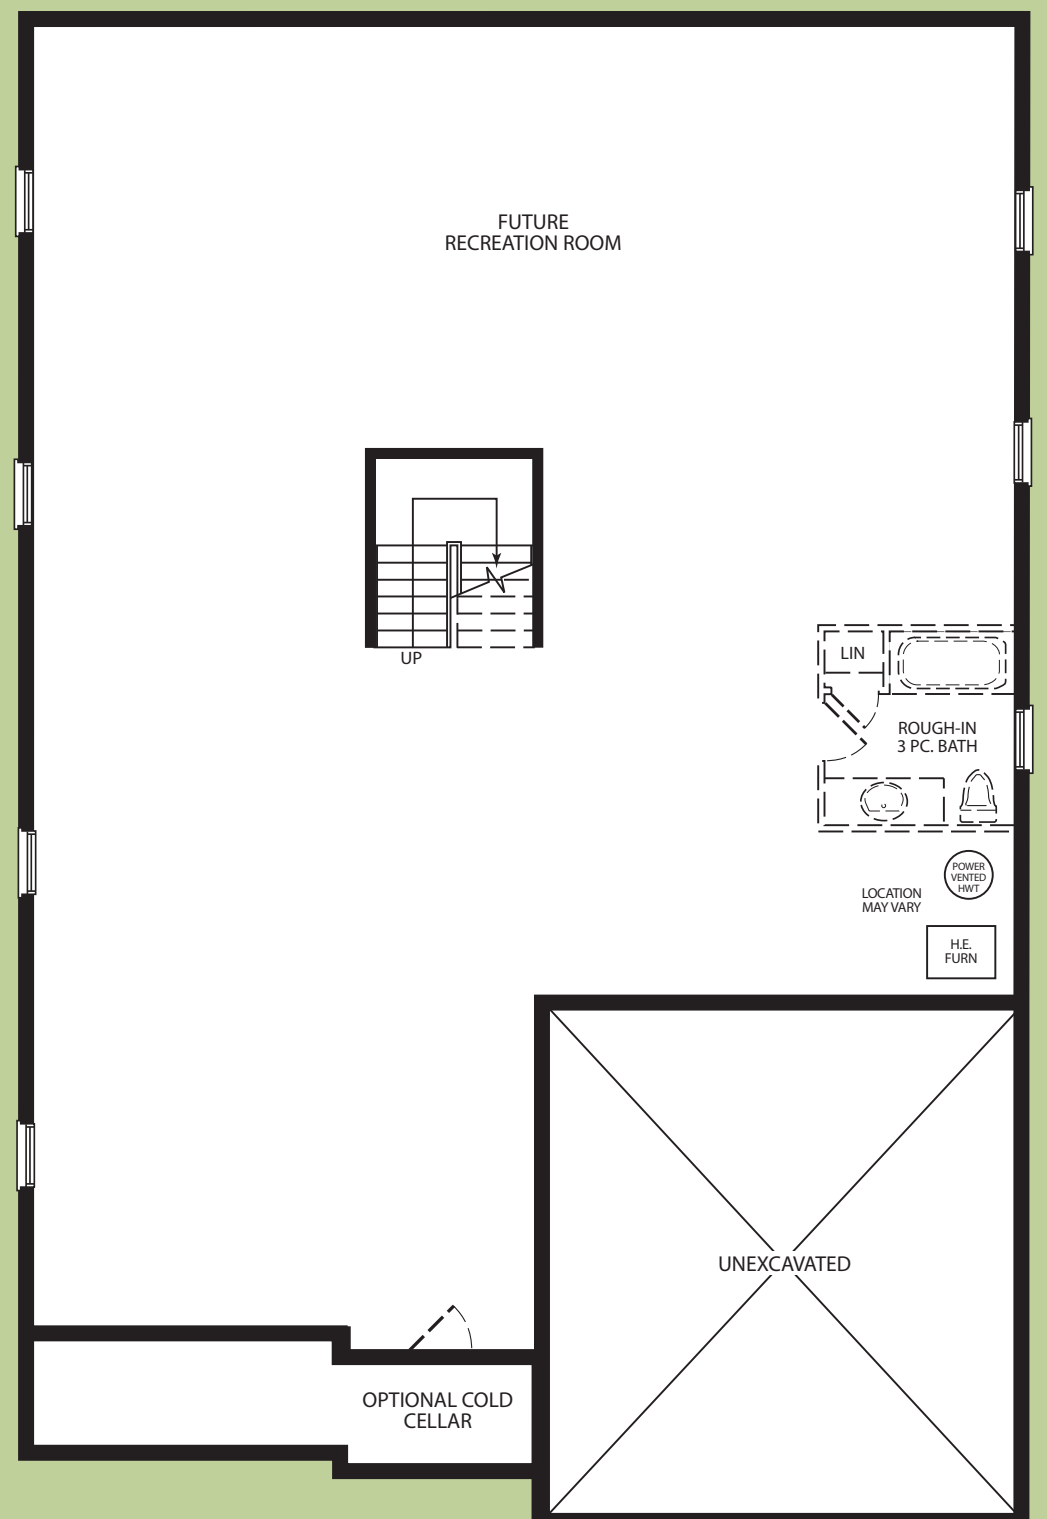 FUTURE
RECREATION ROOM
UP
LIN
ROUGH-IN
3 PC. BATH
POWER
VENTED
HWT
LOCATION
MAY VARY
H.E.
FURN
UNEXCAVATED
OPTIONAL COLD
CELLAR